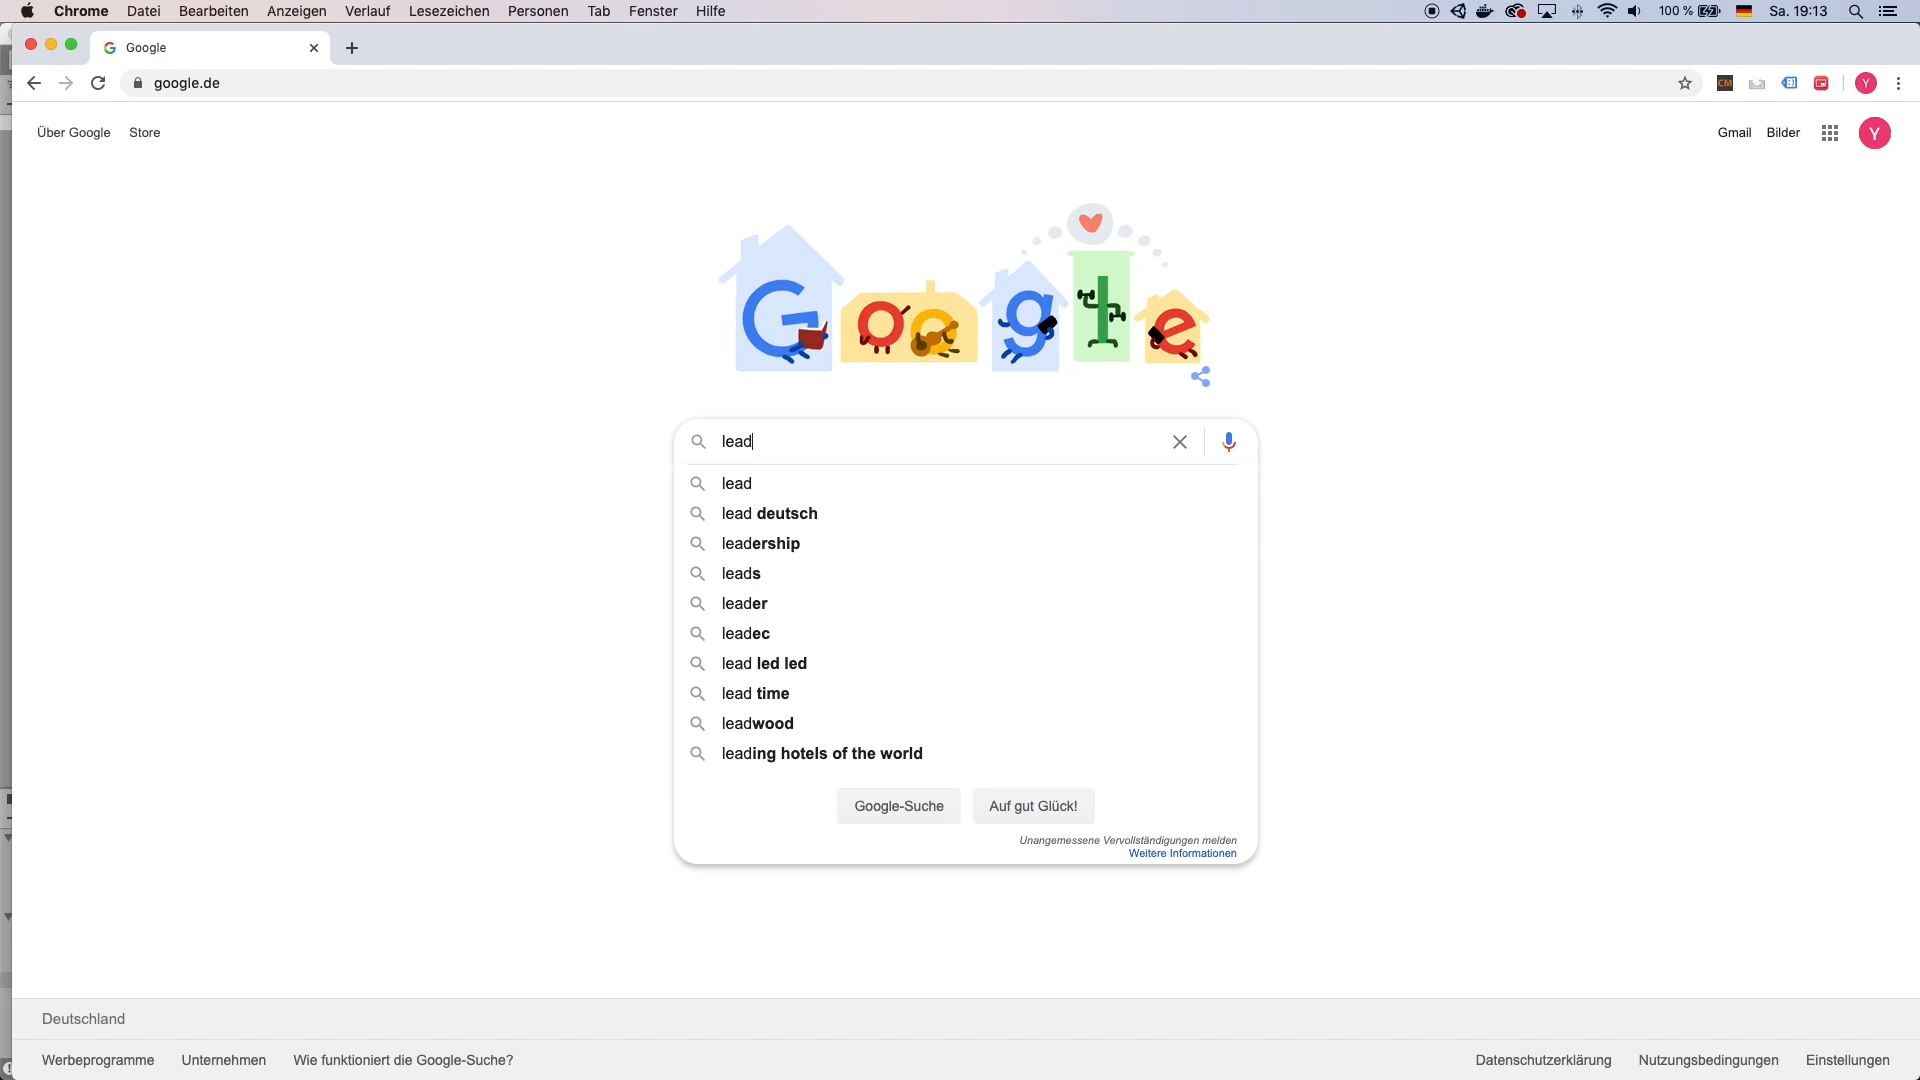 Chrome Datei Bearbeiten Anzeigen Verlauf Lesezeichen Personen Tab Fenster Hilfe 100 % Sa. 19:13
Google
google.de
CM
Y
Über Google Store Gmail Bilder Y
Google
lead
lead
lead deutsch
leadership
leads
leader
leadec
lead led led
lead time
leadwood
leading hotels of the world
Google-Suche Auf gut Glück!
Unangemessene Vervollständigungen melden
Weitere Informationen
Deutschland
Werbeprogramme Unternehmen Wie funktioniert die Google-Suche? Datenschutzerklärung Nutzungsbedingungen Einstellungen